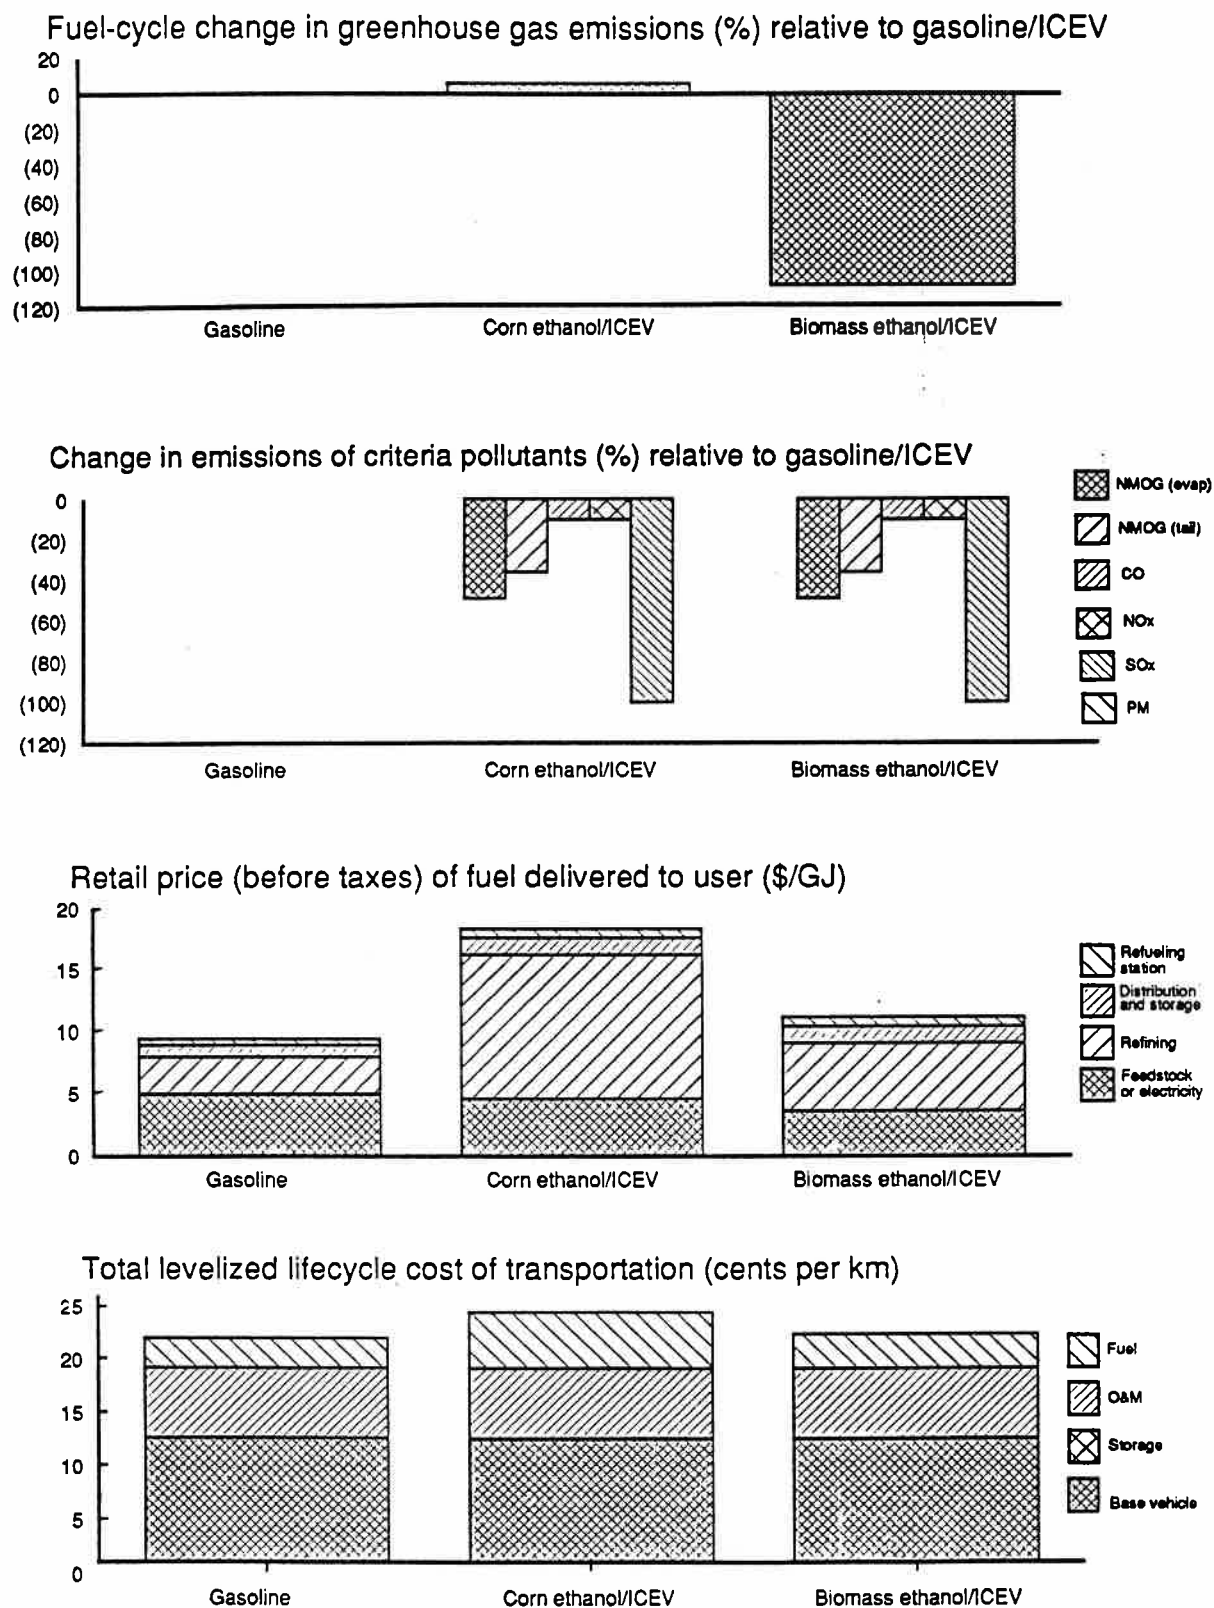 Fuel-cycle change in greenhouse gas emissions (%) relative to gasoline/ICEV
20
0
(20)
(40)
(60)
(80)
(100)
(120)
Gasoline
Corn ethanol/ICEV
Biomass ethanol/ICEV
Change in emissions of criteria pollutants (%) relative to gasoline/ICEV
0
(20)
(40)
(60)
(80)
(100)
(120)
Gasoline
Corn ethanol/ICEV
Biomass ethanol/ICEV
NMOG (evap)
NMOG (tail)
CO
NOx
SOx
PM
Retail price (before taxes) of fuel delivered to user ($/GJ)
20
15
10
5
0
Gasoline
Corn ethanol/ICEV
Biomass ethanol/ICEV
Refueling
station
Distribution
and storage
Refining
Feedstock
or electricity
Total levelized lifecycle cost of transportation (cents per km)
25
20
15
10
5
0
Gasoline
Corn ethanol/ICEV
Biomass ethanol/ICEV
Fuel
O&M
Storage
Base vehicle